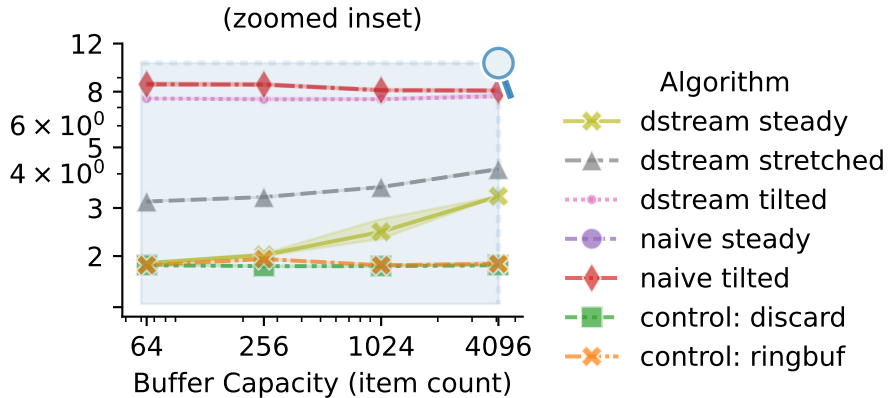 (zoomed inset)
12
8
6 × 10⁰
5
4 × 10⁰
3
2
64 256 1024 4096
Buffer Capacity (item count)
Algorithm
dstream steady
dstream stretched
dstream tilted
naive steady
naive tilted
control: discard
control: ringbuf